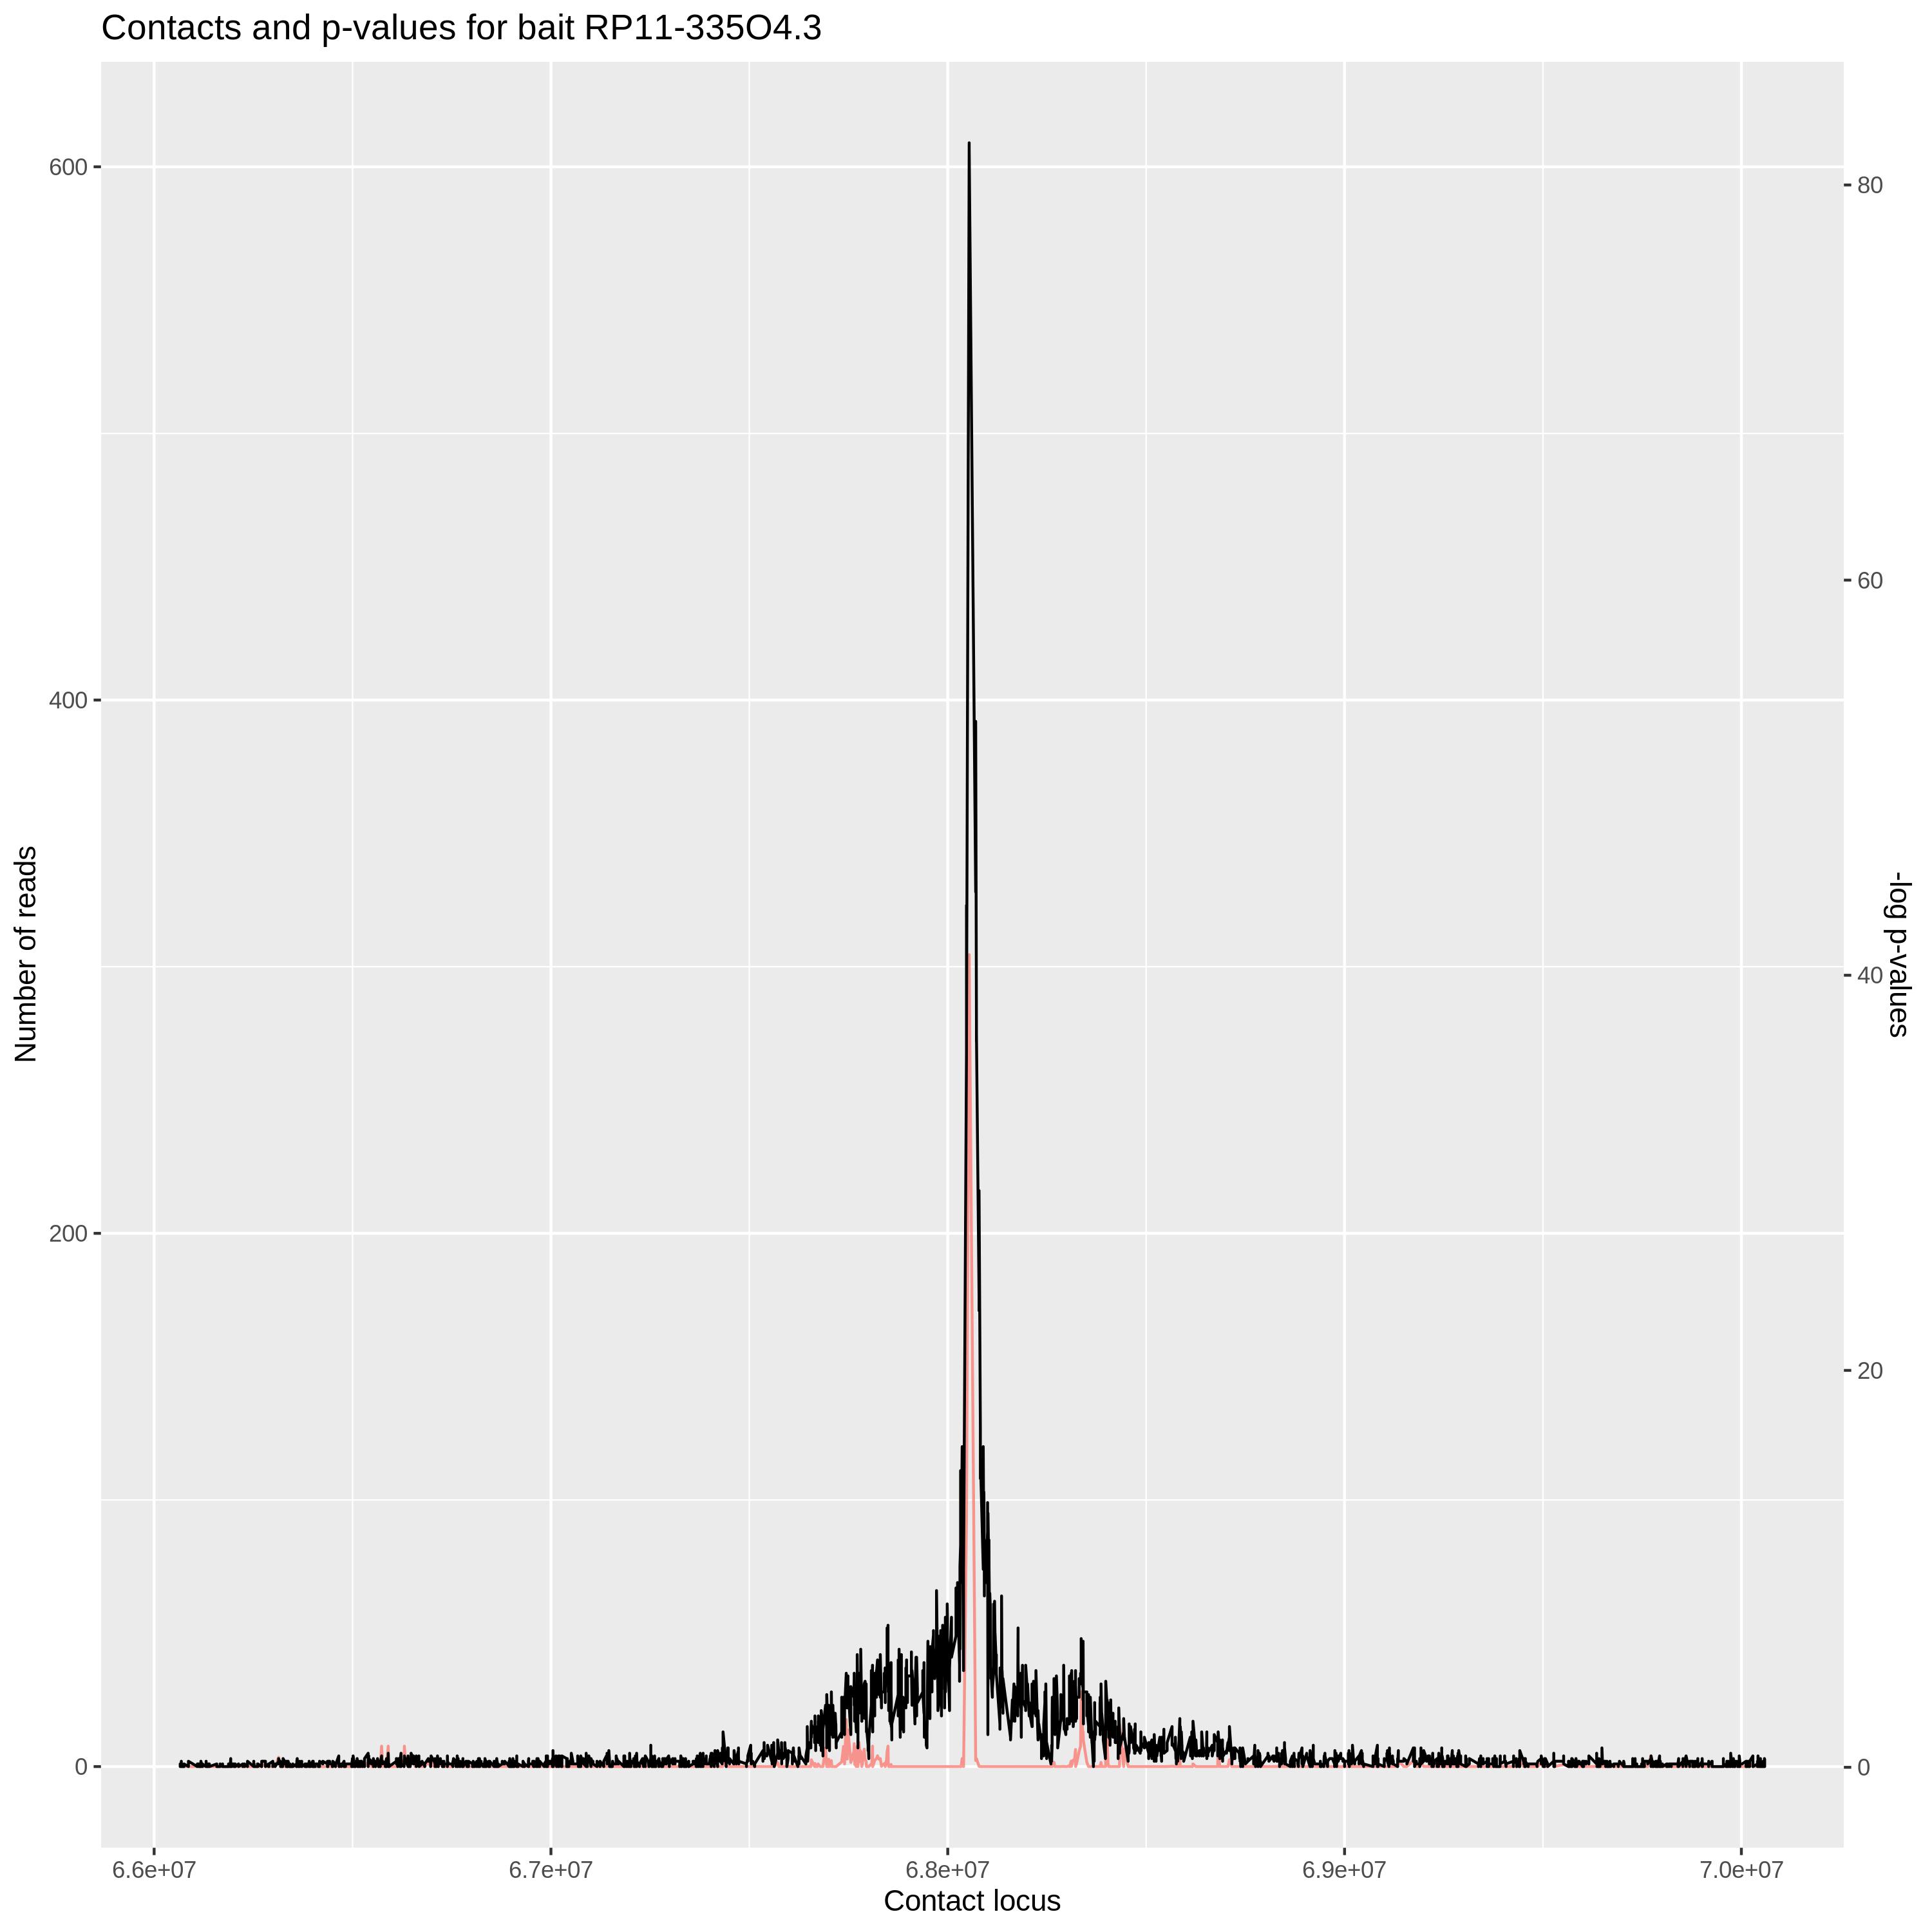 Contacts and p-values for bait RP11-335O4.3
600
400
200
0
Number of reads
80
60
40
20
0
-log p-values
6.6e+07
6.7e+07
6.8e+07
6.9e+07
7.0e+07
Contact locus